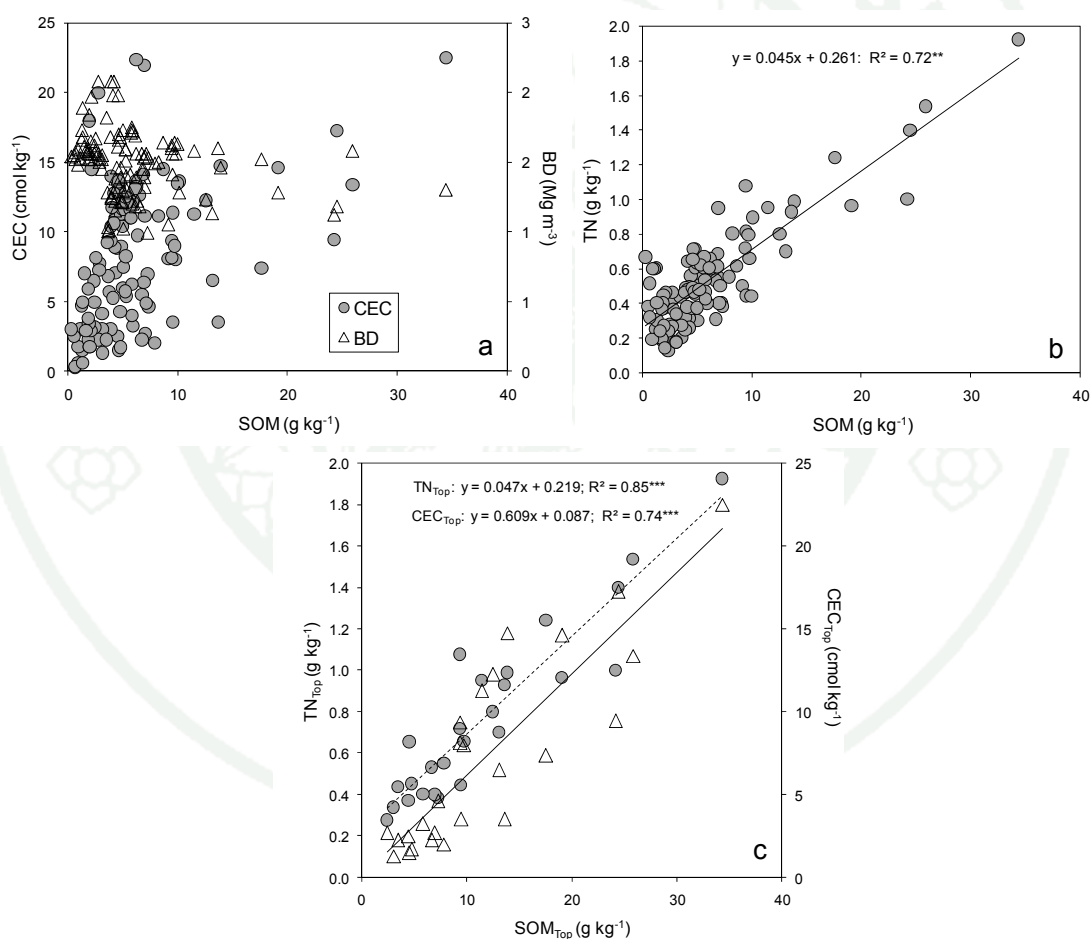 25
20
15
10
5
0
CEC (cmol kg⁻¹)
3
2
2
1
1
0
BD (Mg m⁻³)
CEC
BD
a
0 10 20 30 40
SOM (g kg⁻¹)
2.0
1.8
1.6
1.4
1.2
1.0
0.8
0.6
0.4
0.2
0.0
TN (g kg⁻¹)
y = 0.045x + 0.261: R² = 0.72**
b
0 10 20 30 40
SOM (g kg⁻¹)
2.0
1.8
1.6
1.4
1.2
1.0
0.8
0.6
0.4
0.2
0.0
TN_Top (g kg⁻¹)
TN_Top: y = 0.047x + 0.219; R² = 0.85***
CEC_Top: y = 0.609x + 0.087; R² = 0.74***
25
20
15
10
5
0
CEC_Top (cmol kg⁻¹)
c
0 10 20 30 40
SOM_Top (g kg⁻¹)